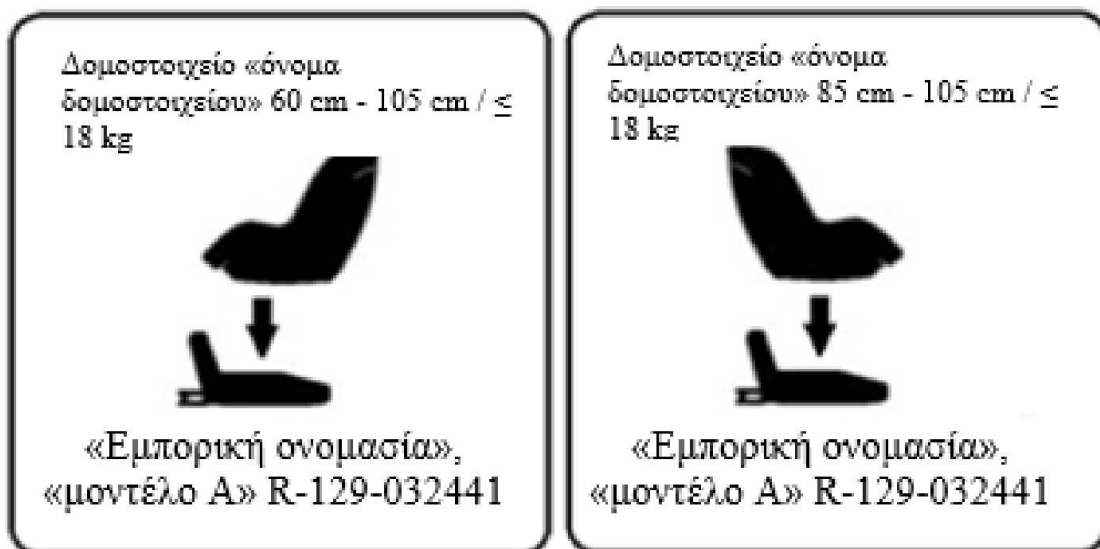 Δομοστοιχείο «όνομα
δομοστοιχείου» 60 cm - 105 cm / ≤
18 kg
«Εμπορική ονομασία»,
«μοντέλο Α» R-129-032441
Δομοστοιχείο «όνομα
δομοστοιχείου» 85 cm - 105 cm / ≤
18 kg
«Εμπορική ονομασία»,
«μοντέλο Α» R-129-032441